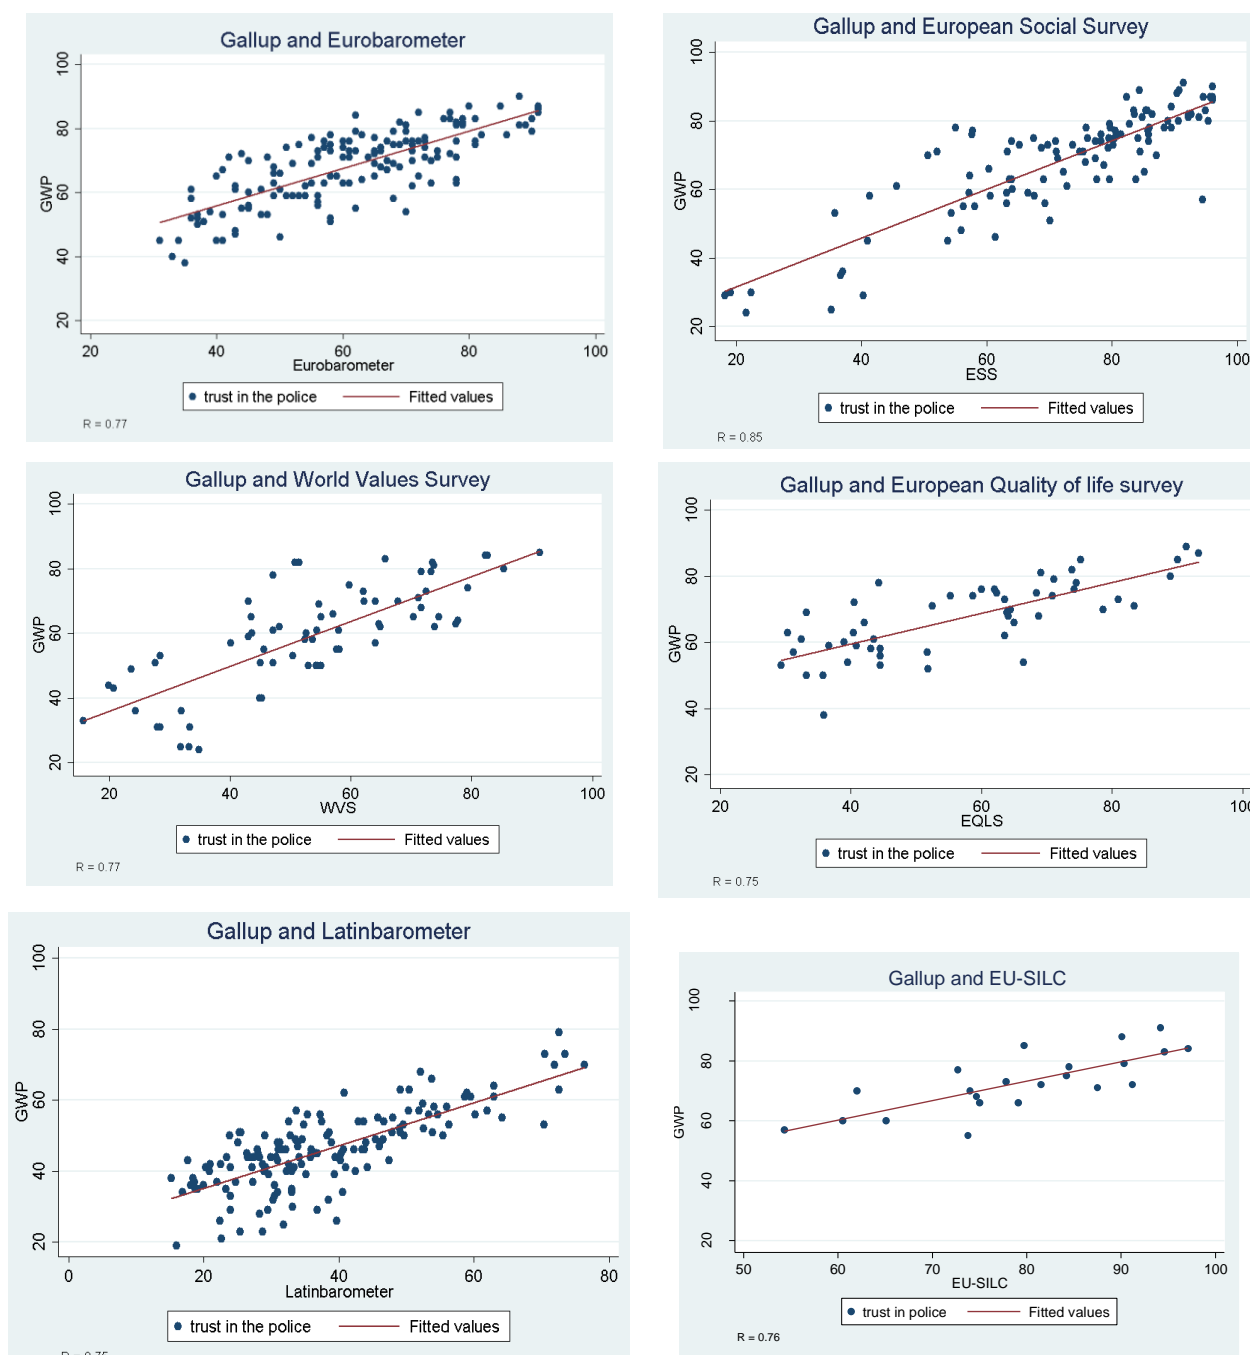 Gallup and Eurobarometer
GWP
100
80
60
40
20
20 40 60 80 100
Eurobarometer
trust in the police Fitted values
R = 0.77
Gallup and European Social Survey
GWP
100
80
60
40
20
20 40 60 80 100
ESS
trust in the police Fitted values
R = 0.85
Gallup and World Values Survey
GWP
100
80
60
40
20
20 40 60 80 100
WVS
trust in the police Fitted values
R = 0.77
Gallup and European Quality of life survey
GWP
100
80
60
40
20
20 40 60 80 100
EQLS
trust in the police Fitted values
R = 0.75
Gallup and Latinbarometer
GWP
100
80
60
40
20
0 20 40 60 80
Latinbarometer
trust in the police Fitted values
R = 0.75
Gallup and EU-SILC
GWP
100
80
60
40
20
50 60 70 80 90 100
EU-SILC
trust in police Fitted values
R = 0.76